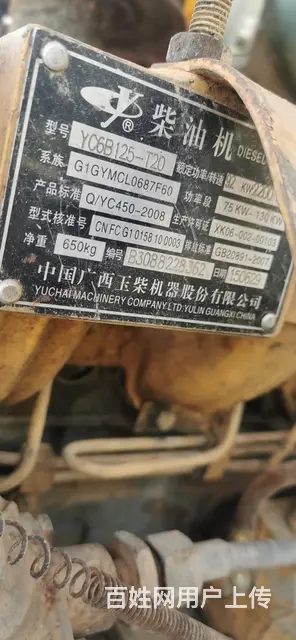 柴油机 DIESEL
型号 YC6B125-T20 额定功率/转速 92 KW/2200
系族 G1GYMCL0687F60 功率段 75 KW-130 KW
产品标准 Q/YC450-2008 生产许可证 XK06-002-00103
型式核准号 CNFCG10158100003 排放标准 GB20891-2007
净重 650kg 编号 B3088228362 日期 150629
中国广西玉柴机器股份有限公司
YUCHAI MACHINERY COMPANY LTD.YULIN GUANGXI CHINA
百姓网用户上传